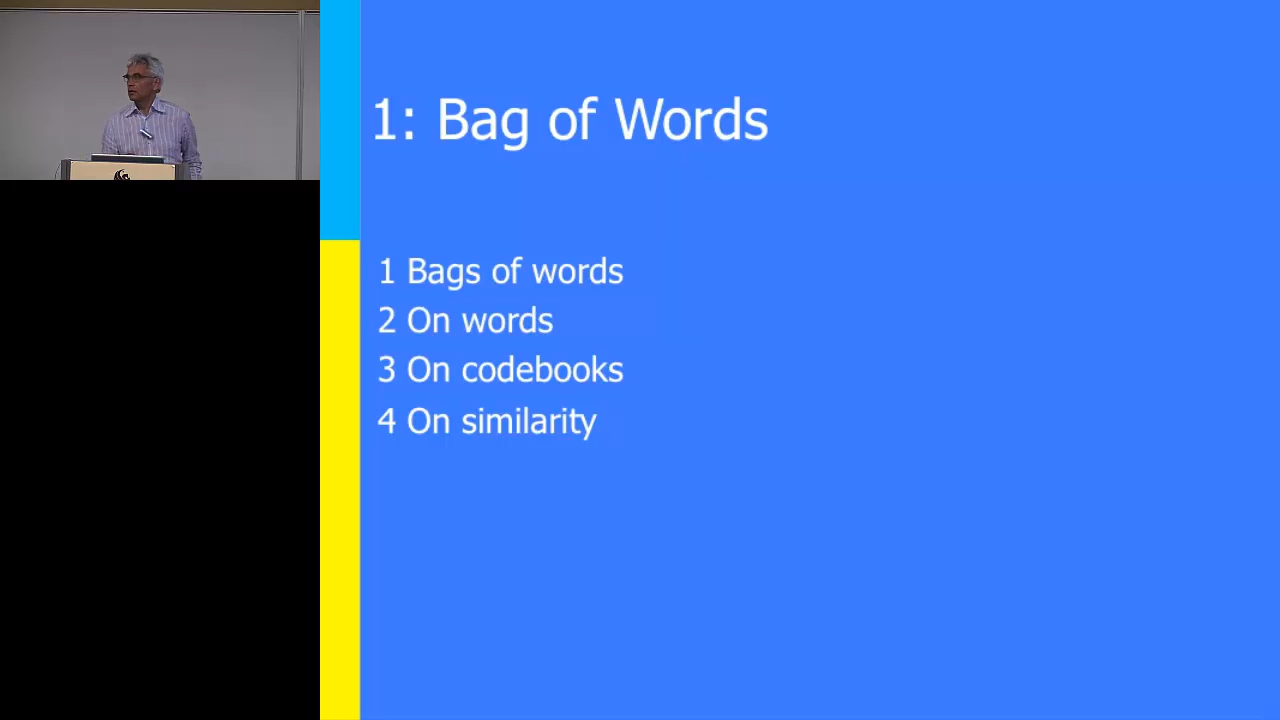 1: Bag of Words
1 Bags of words
2 On words
3 On codebooks
4 On similarity